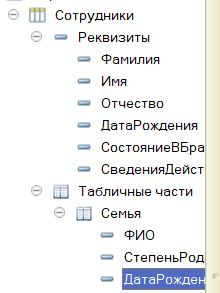 Сотрудники
Реквизиты
Фамилия
Имя
Отчество
ДатаРождения
СостояниеВБра
СведенияДейст
Табличные части
Семья
ФИО
СтепеньРод
ДатаРожден